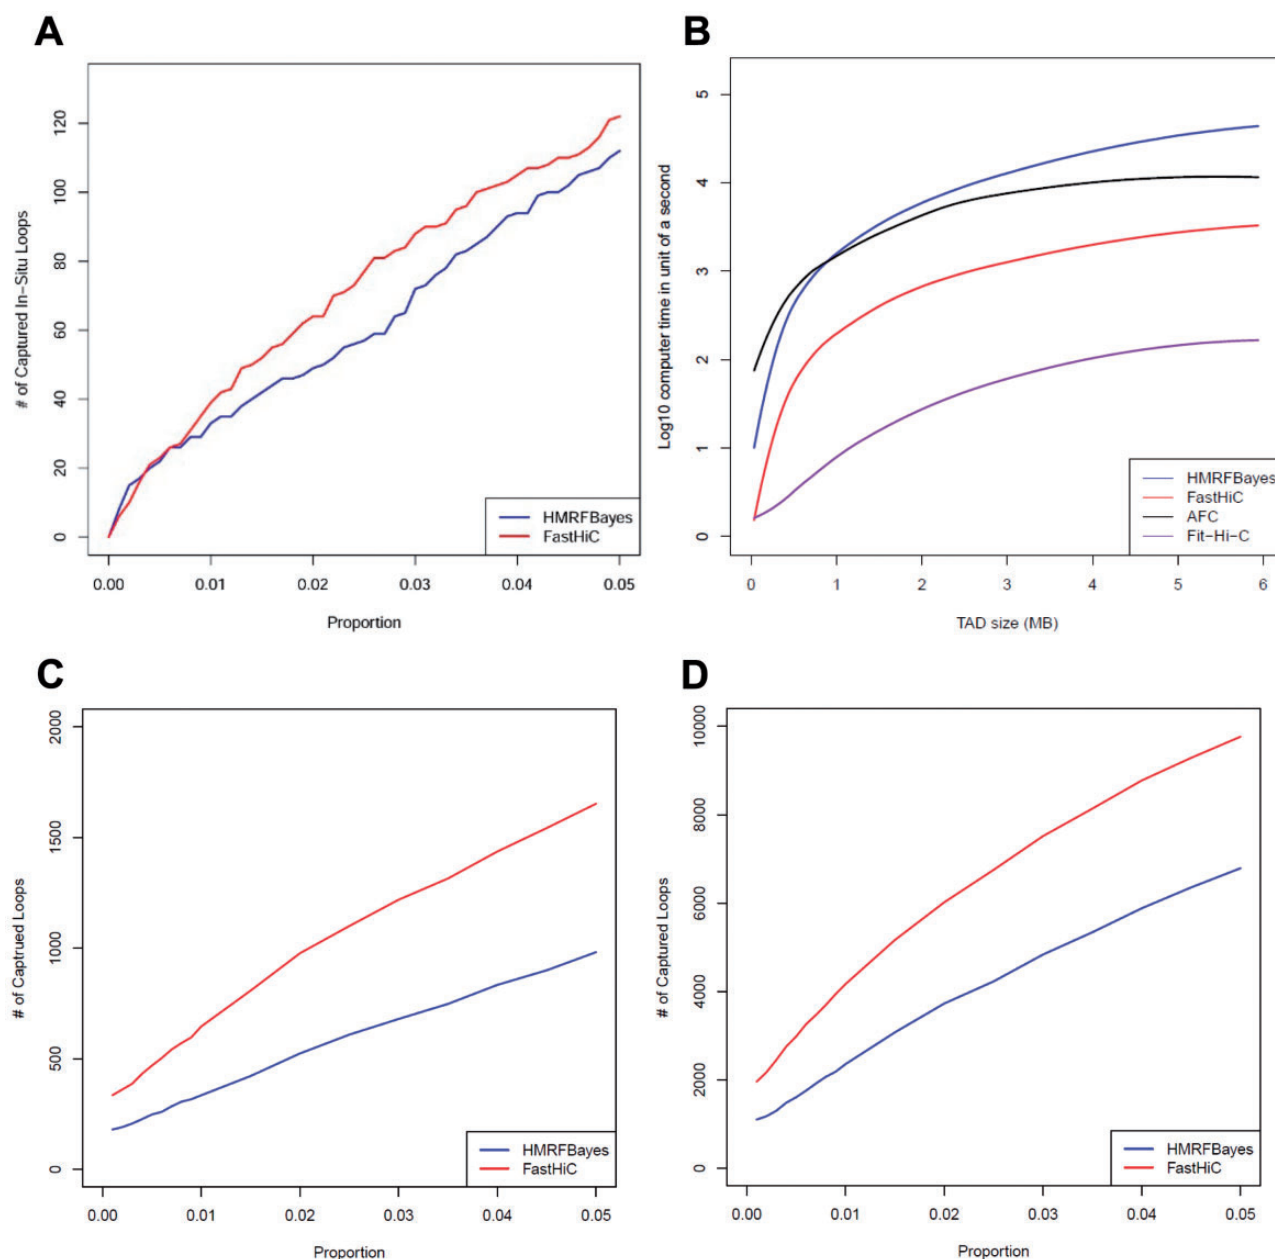 A
# of Captured In−Situ Loops
120
100
80
60
40
20
0
0.00 0.01 0.02 0.03 0.04 0.05
Proportion
HMRFBayes
FastHiC
B
Log10 computer time in unit of a second
5
4
3
2
1
0
0 1 2 3 4 5 6
TAD size (MB)
HMRFBayes
FastHiC
AFC
Fit−Hi−C
C
# of Captrued Loops
2000
1500
1000
500
0
0.00 0.01 0.02 0.03 0.04 0.05
Proportion
HMRFBayes
FastHiC
D
# of Captured Loops
10000
8000
6000
4000
2000
0
0.00 0.01 0.02 0.03 0.04 0.05
Proportion
HMRFBayes
FastHiC